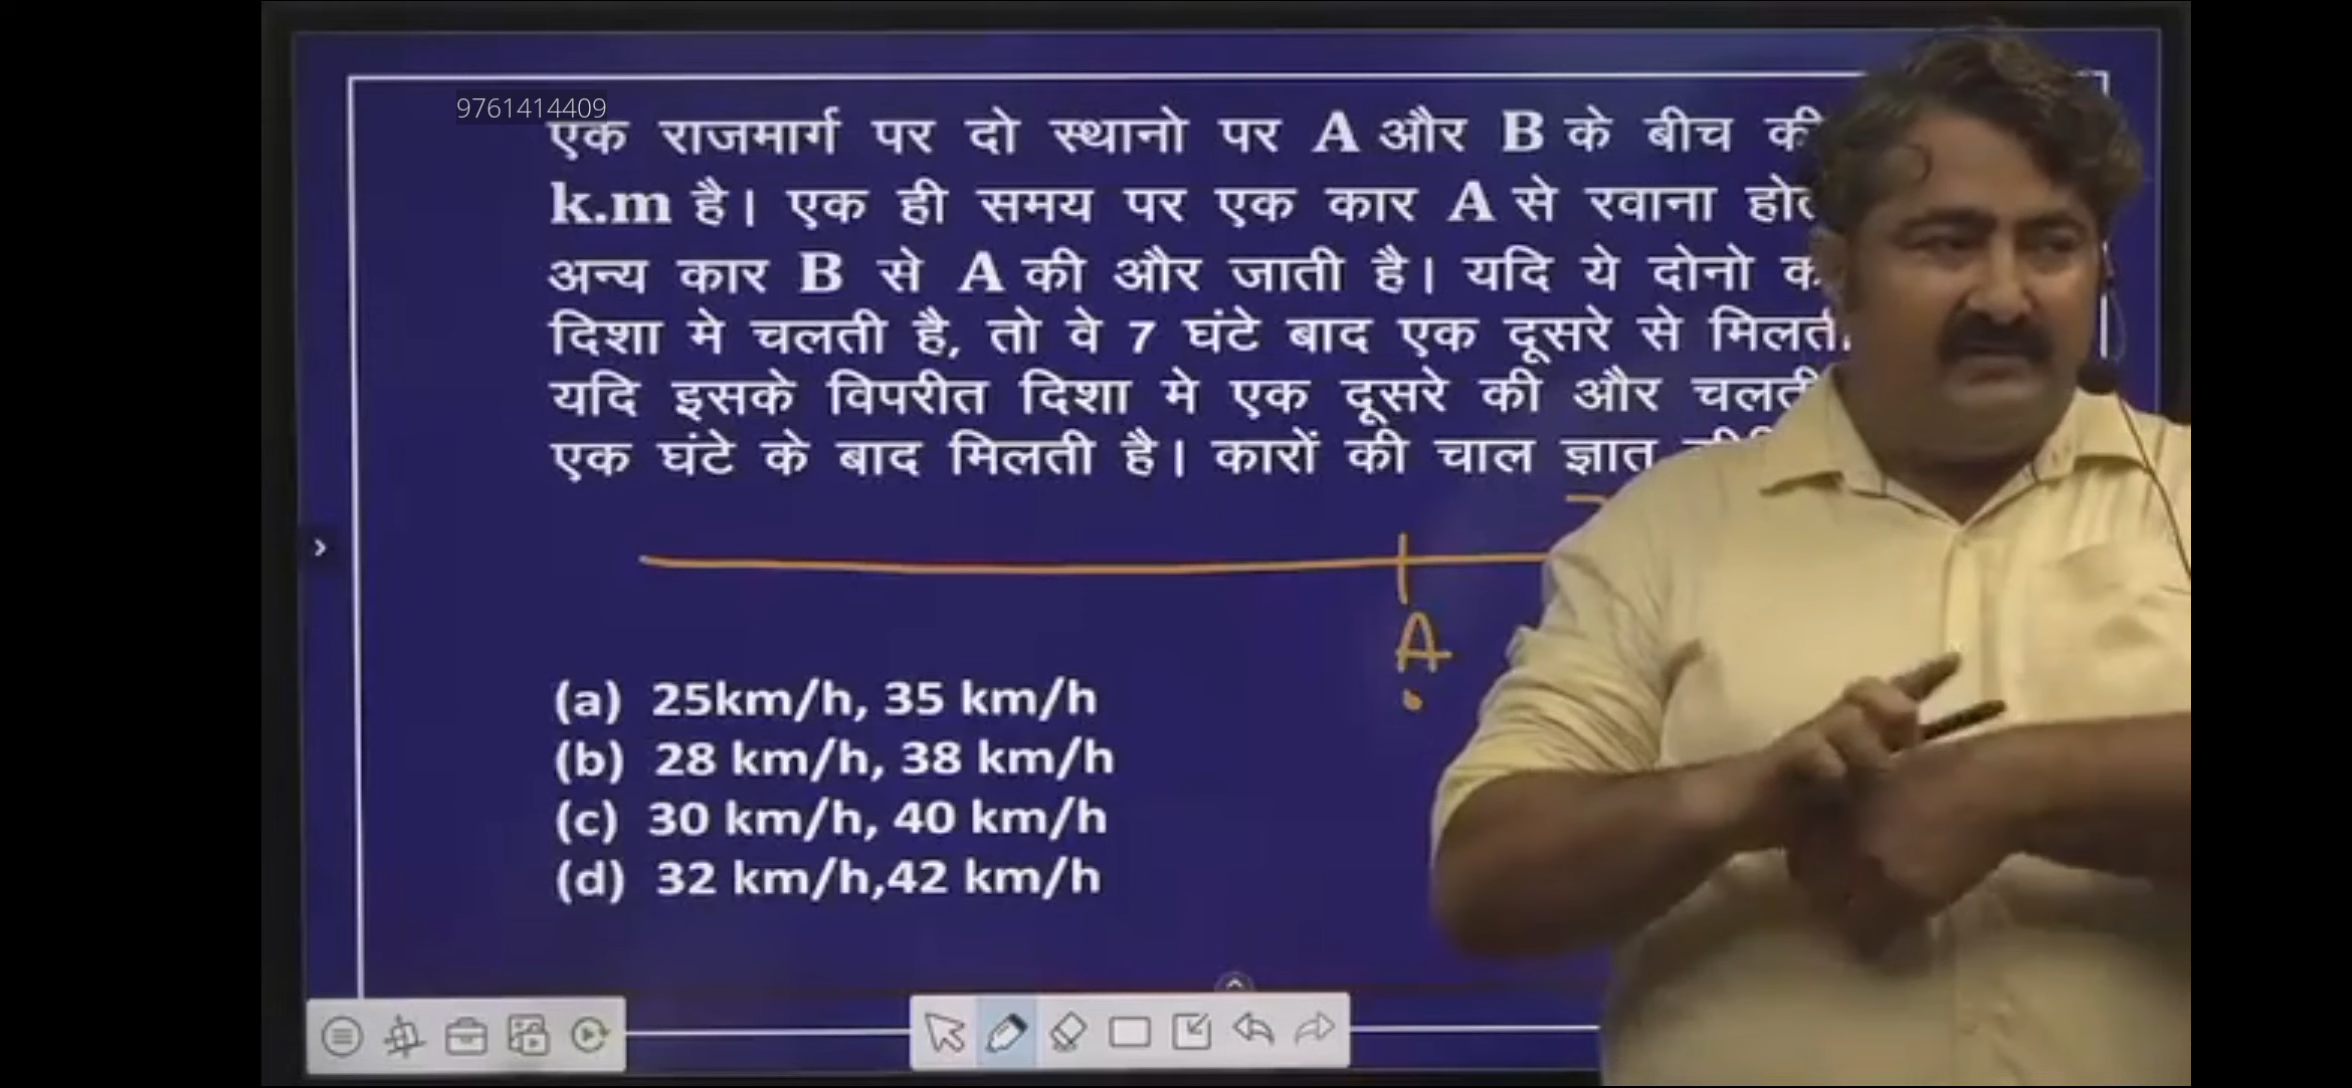 9761414409
एक राजमार्ग पर दो स्थानो पर A और B के बीच की
k.m है। एक ही समय पर एक कार A से रवाना
अन्य कार B से A की और जाती है। यदि ये दोनो
दिशा मे चलती है, तो वे 7 घंटे बाद एक दूसरे से
यदि इसके विपरीत दिशा मे एक दूसरे की और
एक घंटे के बाद मिलती है। कारों की चाल ज्ञात
A
(a) 25km/h, 35 km/h
(b) 28 km/h, 38 km/h
(c) 30 km/h, 40 km/h
(d) 32 km/h,42 km/h